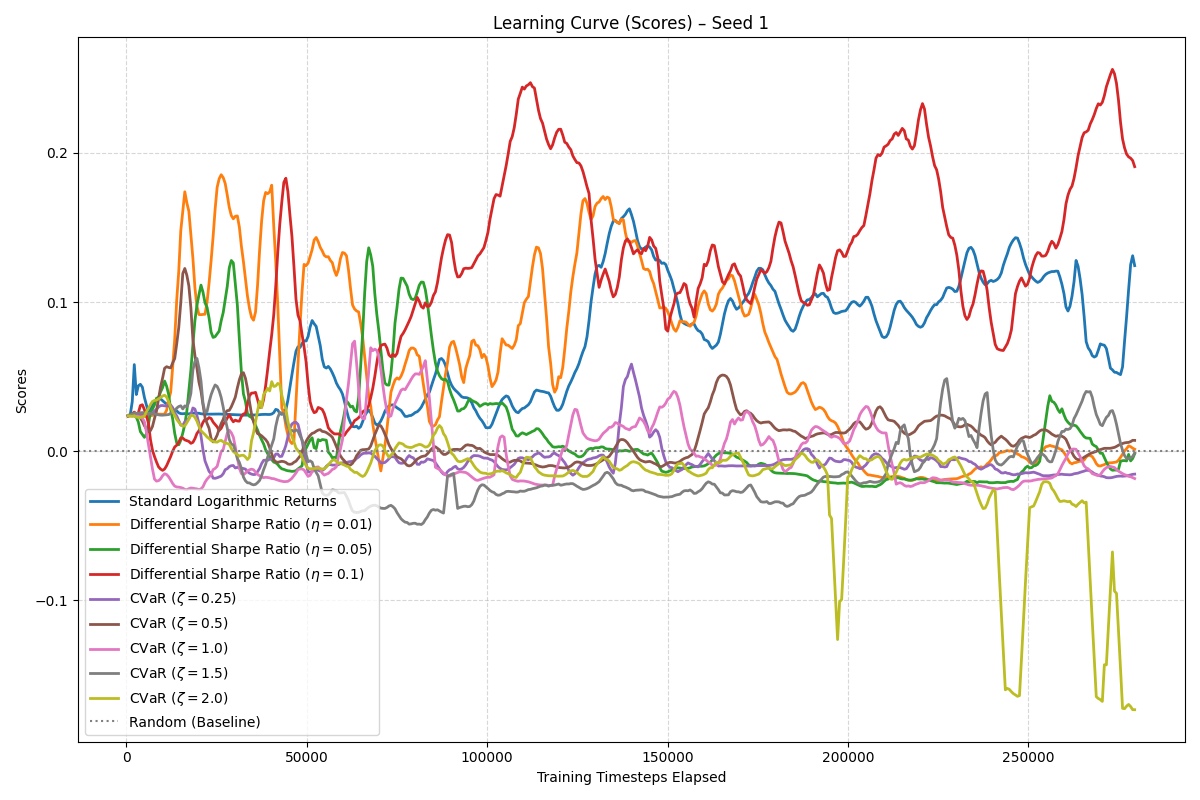 Learning Curve (Scores) – Seed 1
Scores
0.2
0.1
0.0
−0.1
Standard Logarithmic Returns
Differential Sharpe Ratio (η = 0.01)
Differential Sharpe Ratio (η = 0.05)
Differential Sharpe Ratio (η = 0.1)
CVaR (ζ = 0.25)
CVaR (ζ = 0.5)
CVaR (ζ = 1.0)
CVaR (ζ = 1.5)
CVaR (ζ = 2.0)
Random (Baseline)
0 50000 100000 150000 200000 250000
Training Timesteps Elapsed